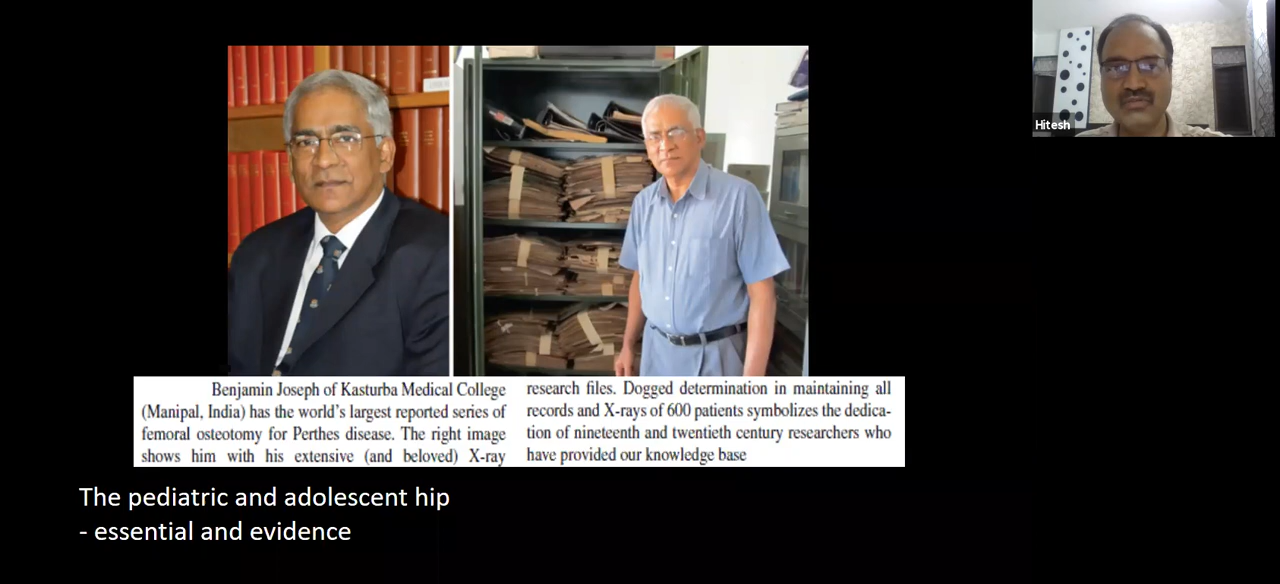 Hitesh
Benjamin Joseph of Kasturba Medical College
(Manipal, India) has the world's largest reported series of
femoral osteotomy for Perthes disease. The right image
shows him with his extensive (and beloved) X-ray
research files. Dogged determination in maintaining all
records and X-rays of 600 patients symbolizes the dedica-
tion of nineteenth and twentieth century researchers who
have provided our knowledge base
The pediatric and adolescent hip
- essential and evidence